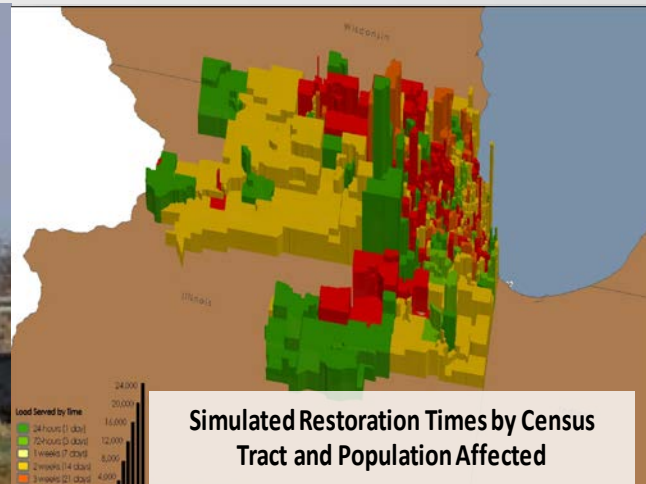 Wisconsin
Illinois
24,000
20,000
16,000
12,000
8,000
4,000
Load Served by Time
24 hours (1 day)
72-hours (3 days)
1 weeks (7 days)
2 weeks (14 days)
3 weeks (21 days)
Simulated Restoration Times by Census
Tract and Population Affected